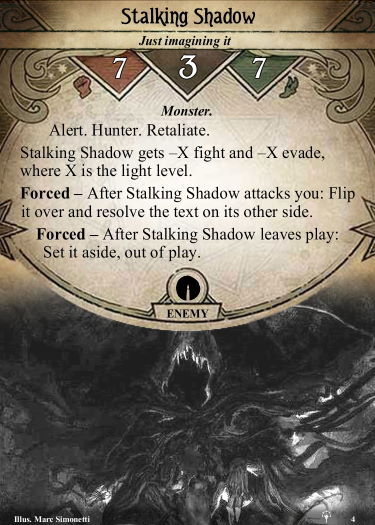 Stalking Shadow
Just imagining it
7 3 7
Monster.
Alert. Hunter. Retaliate.
Stalking Shadow gets –X fight and –X evade,
where X is the light level.
Forced – After Stalking Shadow attacks you: Flip
it over and resolve the text on its other side.
Forced – After Stalking Shadow leaves play:
Set it aside, out of play.
ENEMY
Illus. Marc Simonetti
4